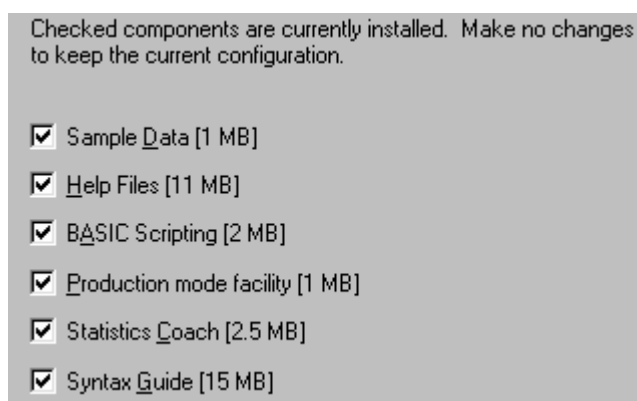 Checked components are currently installed.  Make no changes
to keep the current configuration.
Sample Data [1 MB]
Help Files [11 MB]
BASIC Scripting [2 MB]
Production mode facility [1 MB]
Statistics Coach [2.5 MB]
Syntax Guide [15 MB]